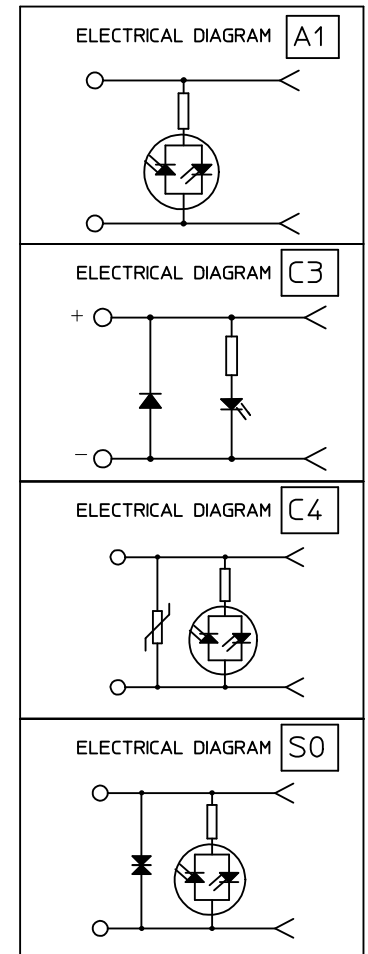 ELECTRICAL DIAGRAM A1
ELECTRICAL DIAGRAM C3
+
−
ELECTRICAL DIAGRAM C4
ELECTRICAL DIAGRAM S0